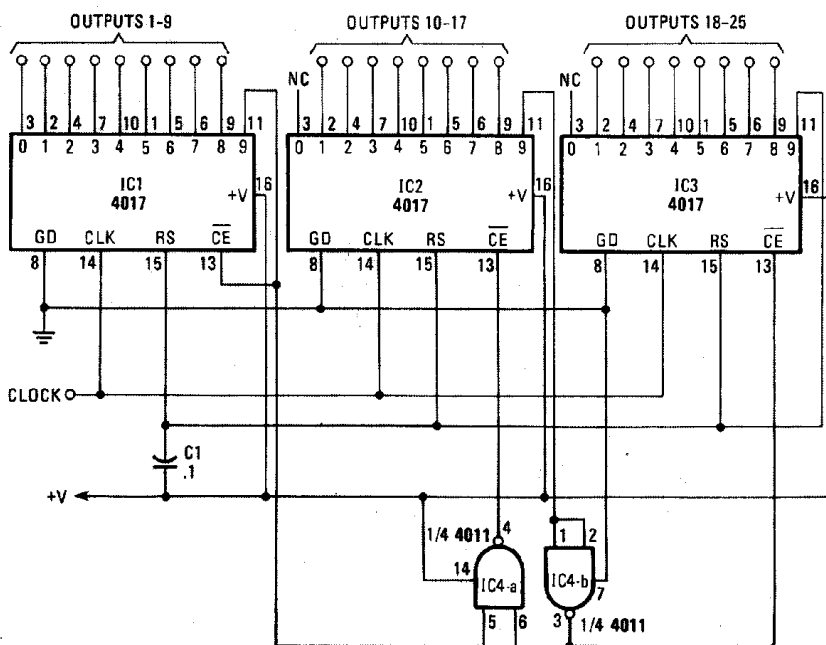 OUTPUTS 1-9 OUTPUTS 10-17 OUTPUTS 18-25
NC NC
3 2 4 7 10 1 5 6 9 11 3 2 4 7 10 1 5 6 9 11 3 2 4 7 10 1 5 6 9 11
0 1 2 3 4 5 6 7 8 9 0 1 2 3 4 5 6 7 8 9 0 1 2 3 4 5 6 7 8 9
IC1 +V 16 IC2 +V 16 IC3 +V 16
4017 4017 4017
GD CLK RS CE GD CLK RS CE GD CLK RS CE
8 14 15 13 8 14 15 13 8 14 15 13
CLOCK
C1
.1
+V
1/4 4011 4 1 2
14 IC4-a IC4-b 7
5 6 3 1/4 4011